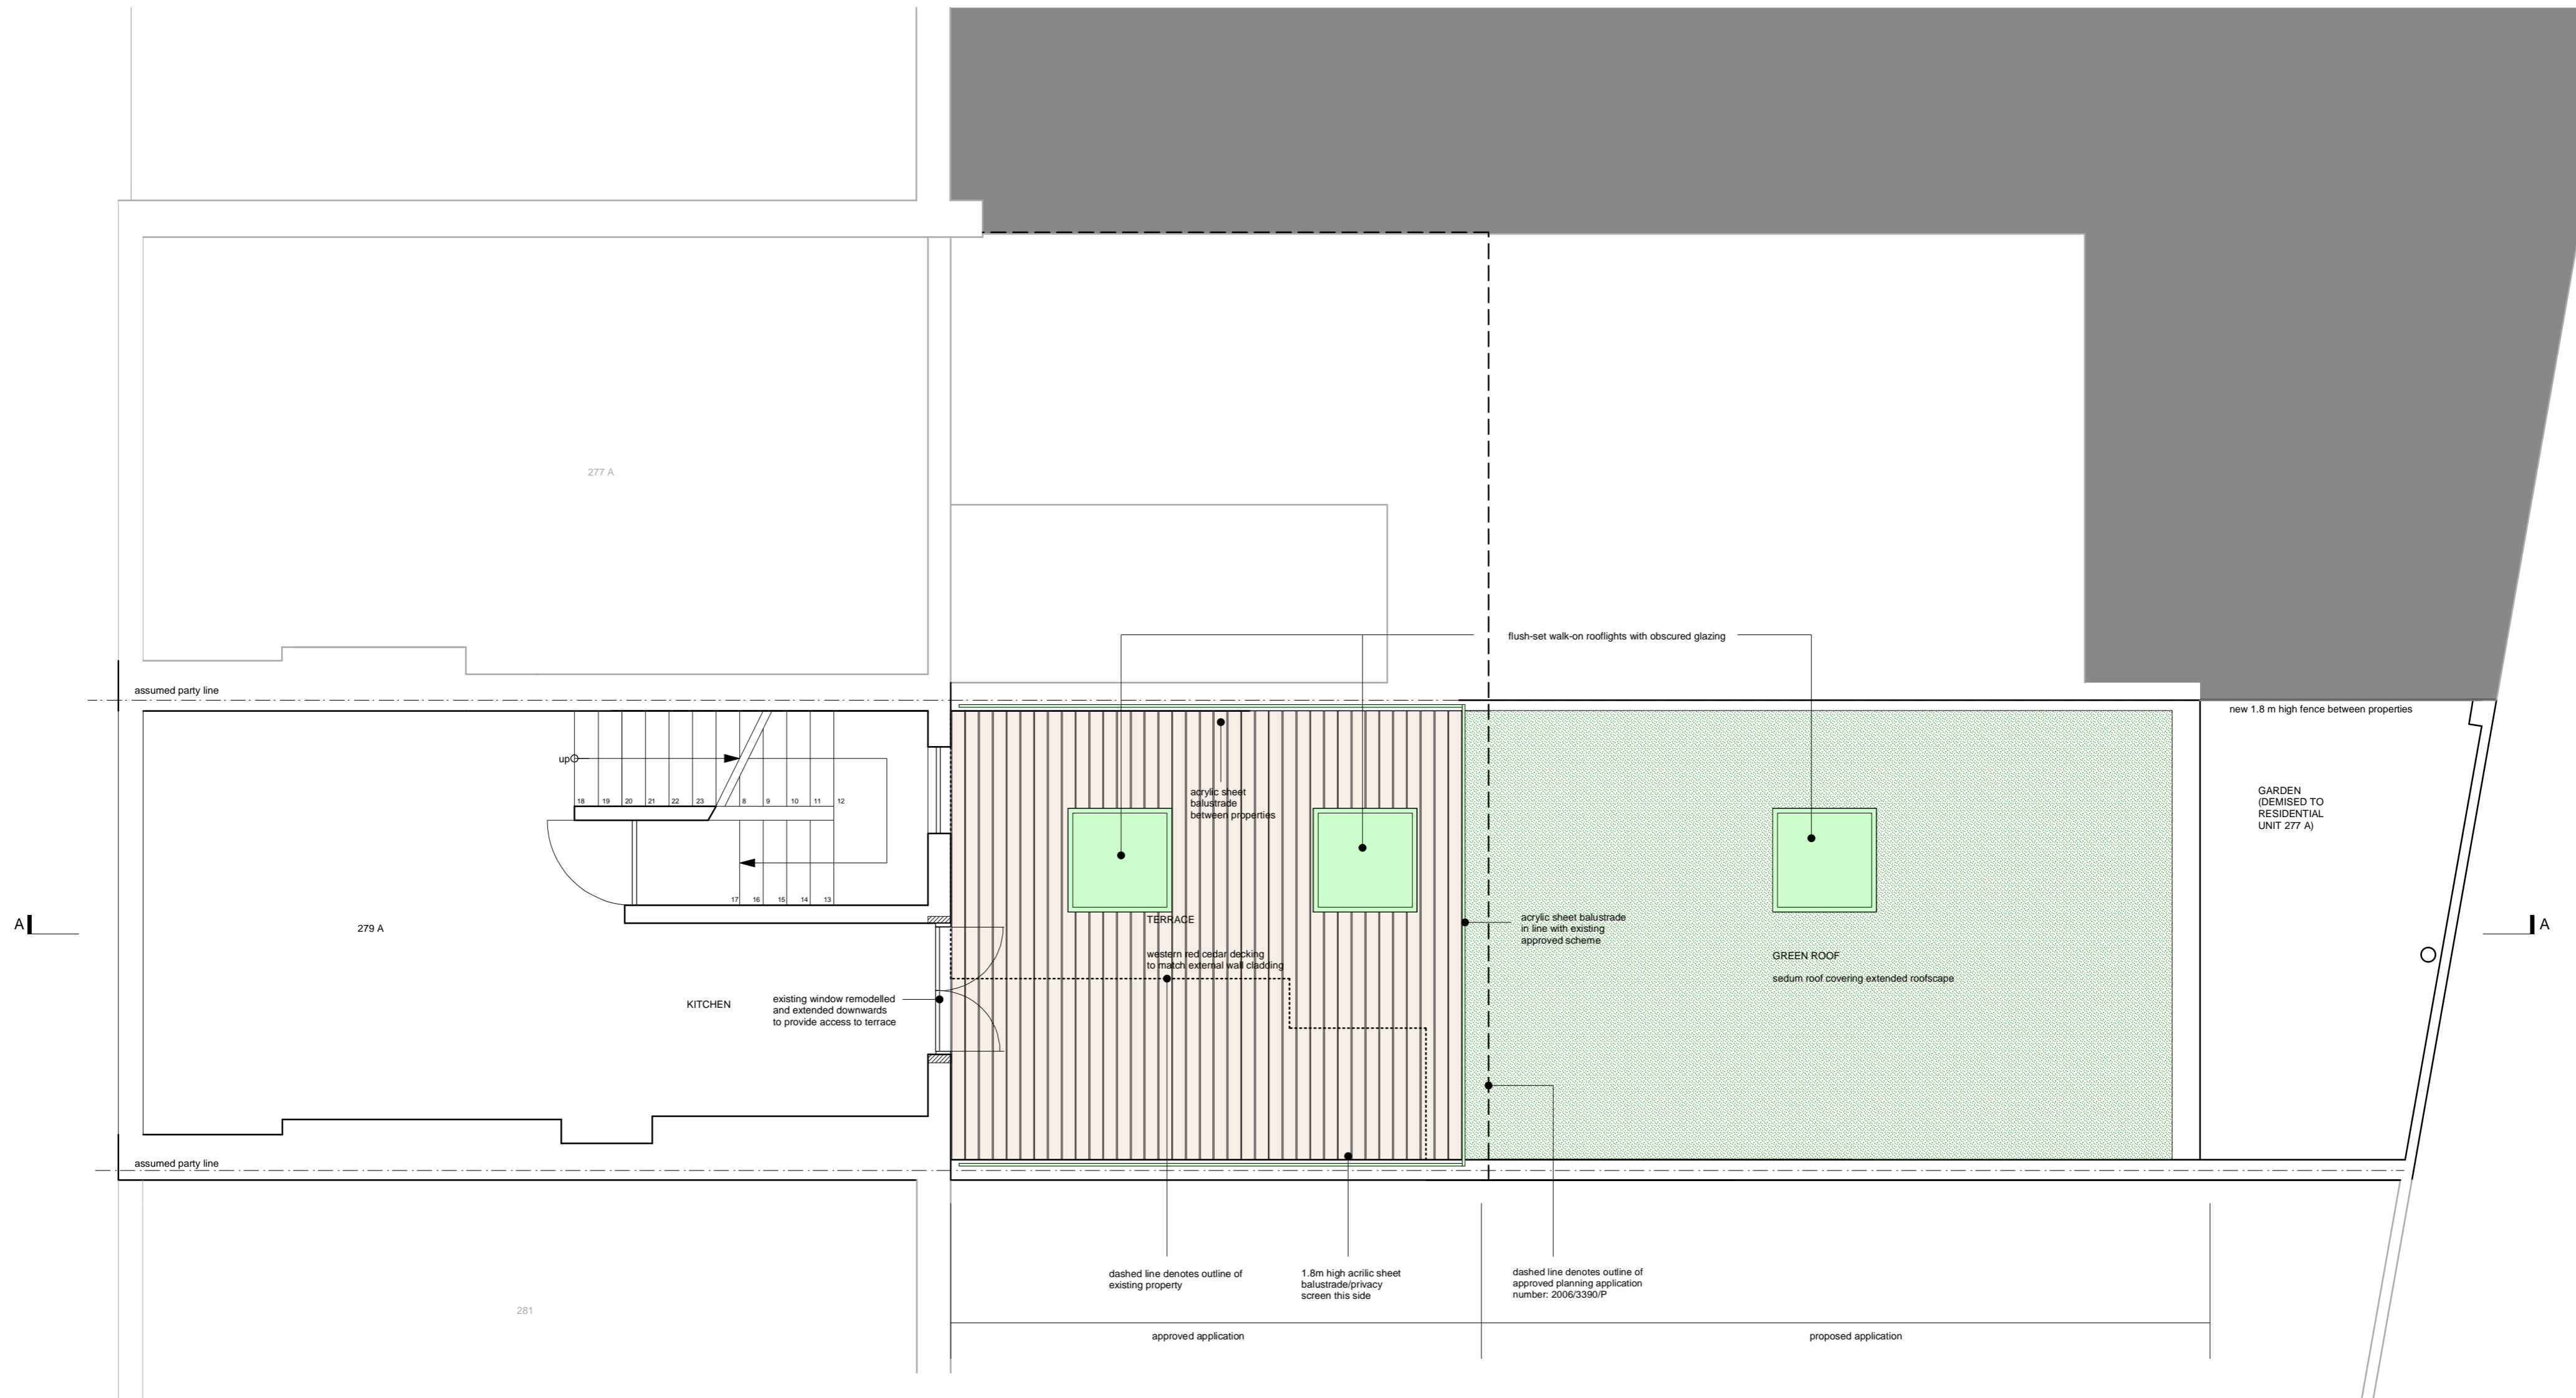 277 A
flush-set walk-on rooflights with obscured glazing
assumed party line
new 1.8 m high fence between properties
up
18 19 20 21 22 23 8 9 10 11 12
acrylic sheet
balustrade
between properties
GARDEN
(DEMISED TO
RESIDENTIAL
UNIT 277 A)
17 16 15 14 13
A
279 A
TERRACE
acrylic sheet balustrade
in line with existing
approved scheme
A
western red cedar decking
to match external wall cladding
GREEN ROOF
sedum roof covering extended roofscape
KITCHEN
existing window remodelled
and extended downwards
to provide access to terrace
assumed party line
dashed line denotes outline of
existing property
1.8m high acrilic sheet
balustrade/privacy
screen this side
dashed line denotes outline of
approved planning application
number: 2006/3390/P
281
approved application
proposed application